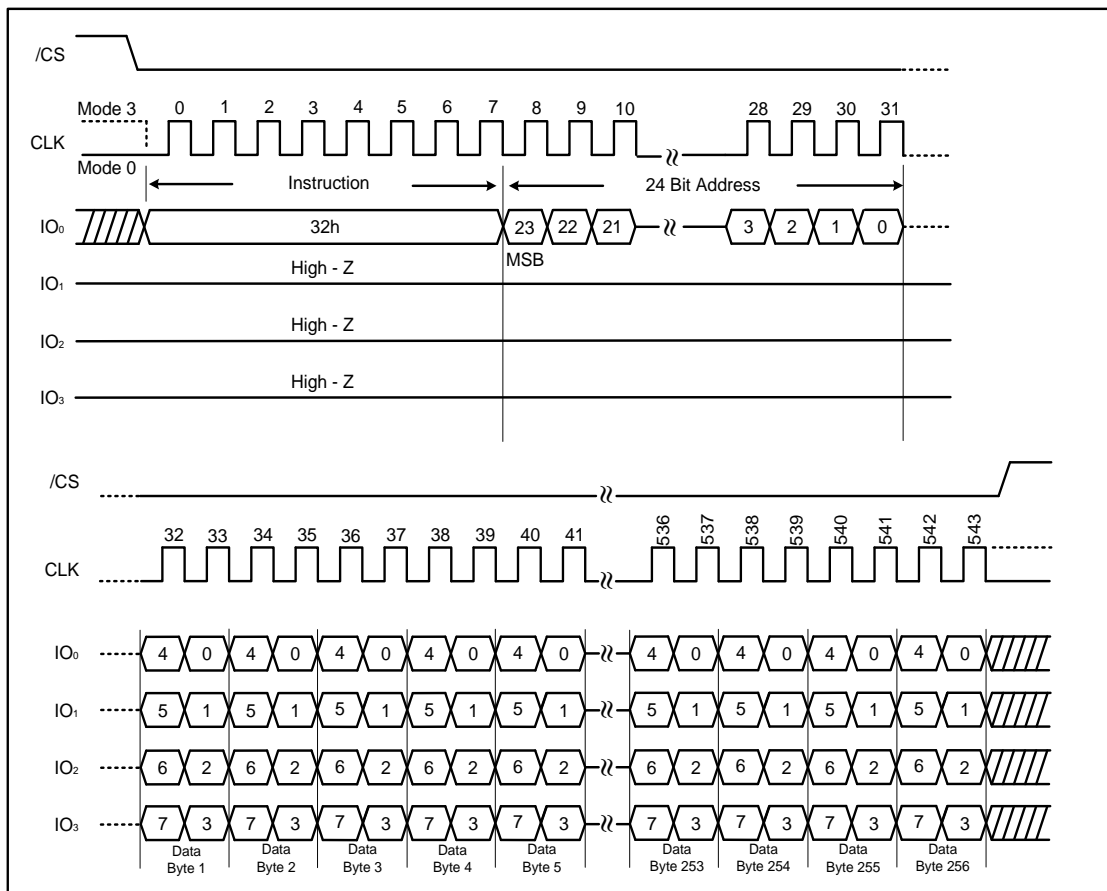 /CS
Mode 3 0 1 2 3 4 5 6 7 8 9 10 28 29 30 31
CLK
Mode 0
Instruction 24 Bit Address
IO₀ 32h 23 22 21 3 2 1 0
MSB
High - Z
IO₁
High - Z
IO₂
High - Z
IO₃
/CS
32 33 34 35 36 37 38 39 40 41 536 537 538 539 540 541 542 543
CLK
IO₀ 4 0 4 0 4 0 4 0 4 0 4 0 4 0 4 0 4 0
IO₁ 5 1 5 1 5 1 5 1 5 1 5 1 5 1 5 1 5 1
IO₂ 6 2 6 2 6 2 6 2 6 2 6 2 6 2 6 2 6 2
IO₃ 7 3 7 3 7 3 7 3 7 3 7 3 7 3 7 3 7 3
Data Data Data Data Data Data Data Data Data
Byte 1 Byte 2 Byte 3 Byte 4 Byte 5 Byte 253 Byte 254 Byte 255 Byte 256